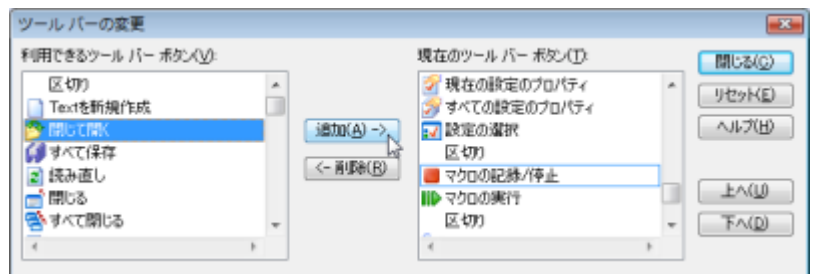 ツール バーの変更
利用できるツール バー ボタン(V):
区切り
Textを新規作成
閉じて開く
すべて保存
読み直し
閉じる
すべて閉じる
追加(A) ->
<- 削除(R)
現在のツール バー ボタン(T):
現在の設定のプロパティ
すべての設定のプロパティ
設定の選択
区切り
マクロの記録/停止
マクロの実行
区切り
閉じる(C)
リセット(E)
ヘルプ(H)
上へ(U)
下へ(D)